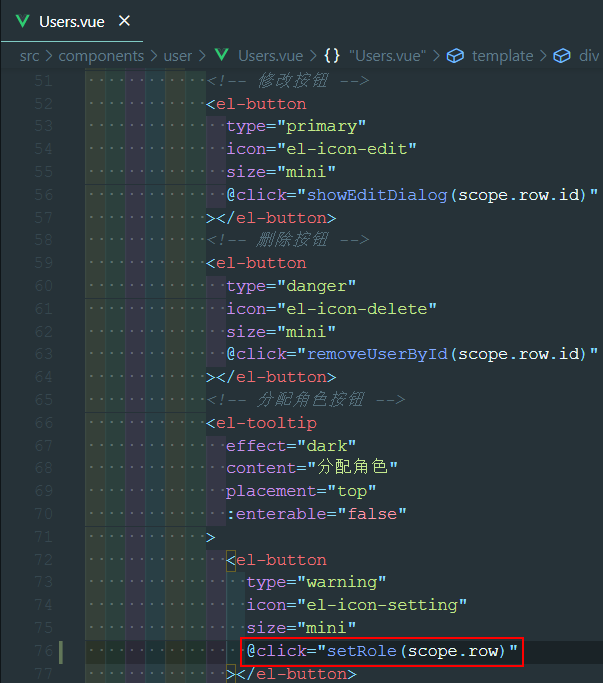 Users.vue ×
src > components > user > Users.vue > {} "Users.vue" > template > div
51 <!-- 修改按钮 -->
52 <el-button
53 type="primary"
54 icon="el-icon-edit"
55 size="mini"
56 @click="showEditDialog(scope.row.id)"
57 ></el-button>
58 <!-- 删除按钮 -->
59 <el-button
60 type="danger"
61 icon="el-icon-delete"
62 size="mini"
63 @click="removeUserById(scope.row.id)"
64 ></el-button>
65 <!-- 分配角色按钮 -->
66 <el-tooltip
67 effect="dark"
68 content="分配角色"
69 placement="top"
70 :enterable="false"
71 >
72 <el-button
73 type="warning"
74 icon="el-icon-setting"
75 size="mini"
76 @click="setRole(scope.row)"
77 ></el-button>